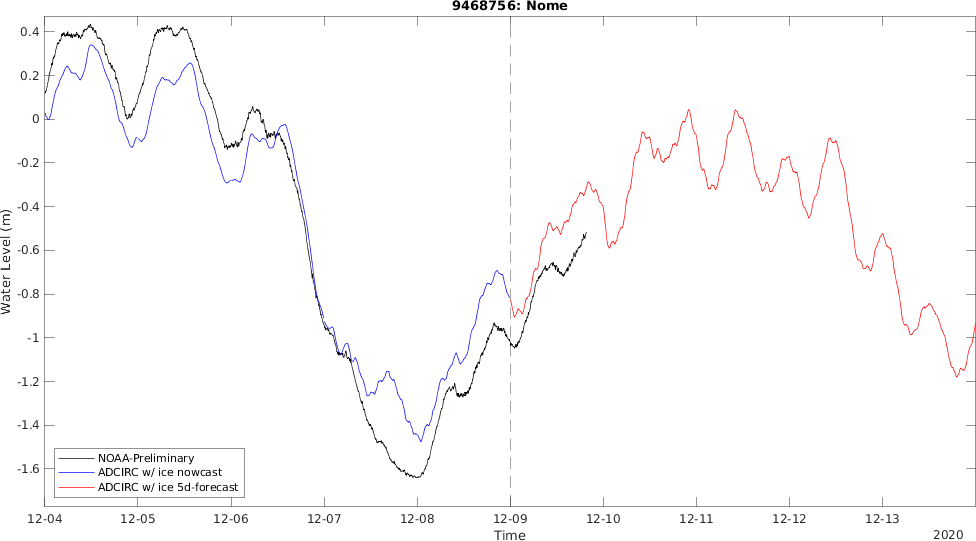 9468756: Nome
0.4
0.2
0
-0.2
-0.4
-0.6
-0.8
-1
-1.2
-1.4
-1.6
Water Level (m)
NOAA-Preliminary
ADCIRC w/ ice nowcast
ADCIRC w/ ice 5d-forecast
12-04 12-05 12-06 12-07 12-08 12-09 12-10 12-11 12-12 12-13
Time
2020